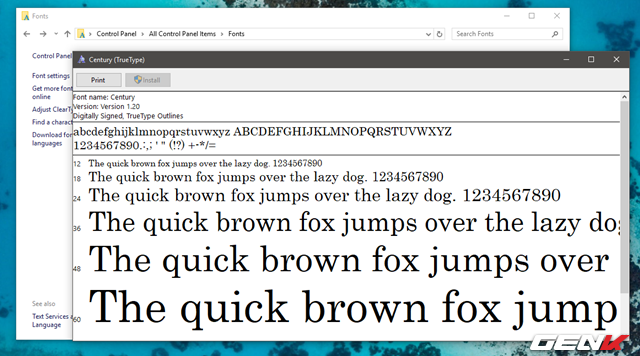 Fonts
Control Panel > All Control Panel Items > Fonts
Search Fonts
Control Panel
Font settings
Get more fon
online
Adjust ClearT
Find a charac
Download fon
languages
See also
Text Services a
Language
Century (TrueType)
Print
Install
Font name: Century
Version: Version 1.20
Digitally Signed, TrueType Outlines
abcdefghijklmnopqrstuvwxyz ABCDEFGHIJKLMNOPQRSTUVWXYZ
1234567890.:,; ' " (!?) +-*/=
12 The quick brown fox jumps over the lazy dog. 1234567890
18 The quick brown fox jumps over the lazy dog. 1234567890
24 The quick brown fox jumps over the lazy dog. 1234567890
36 The quick brown fox jumps over the lazy dog
48 The quick brown fox jumps over
60 The quick brown fox jump
GENK